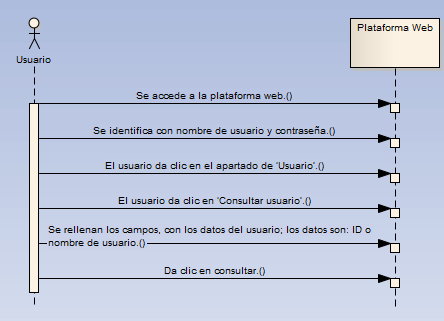 Plataforma Web
Usuario
Se accede a la plataforma web.()
Se identifica con nombre de usuario y contraseña.()
El usuario da clic en el apartado de 'Usuario'.()
El usuario da clic en 'Consultar usuario'.()
Se rellenan los campos, con los datos del usuario; los datos son: ID o
nombre de usuario.()
Da clic en consultar.()